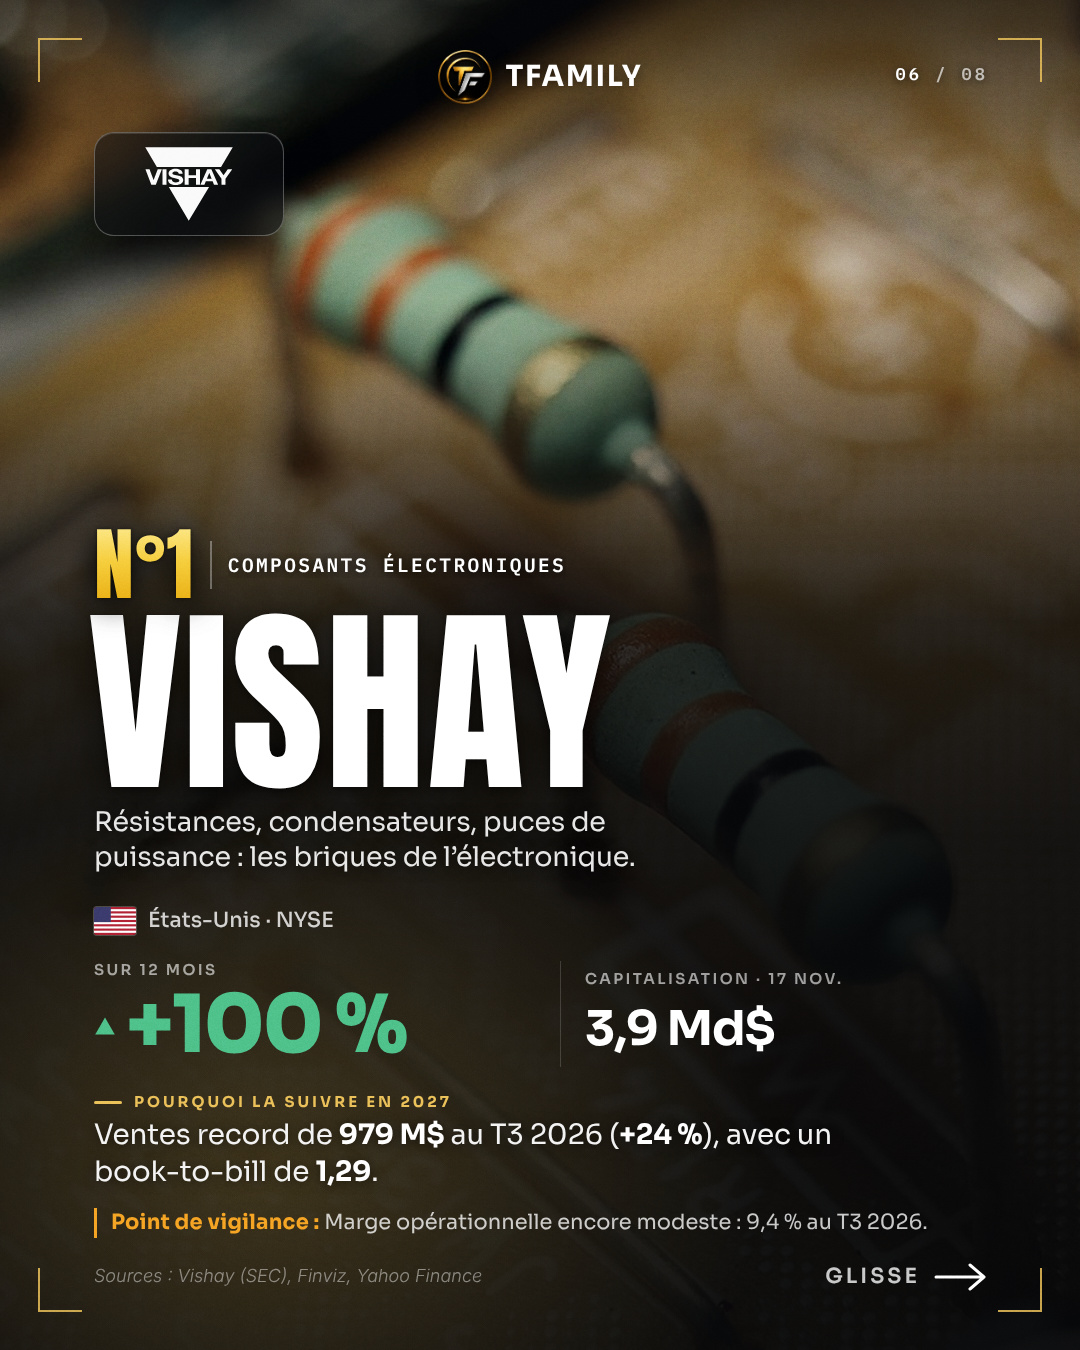 TFAMILY
06 / 08
VISHAY
N°1
COMPOSANTS ÉLECTRONIQUES
VISHAY
Résistances, condensateurs, puces de
puissance : les briques de l’électronique.
États-Unis · NYSE
SUR 12 MOIS
+100 %
CAPITALISATION · 17 NOV.
3,9 Md$
POURQUOI LA SUIVRE EN 2027
Ventes record de 979 M$ au T3 2026 (+24 %), avec un
book-to-bill de 1,29.
Point de vigilance : Marge opérationnelle encore modeste : 9,4 % au T3 2026.
Sources : Vishay (SEC), Finviz, Yahoo Finance
GLISSE